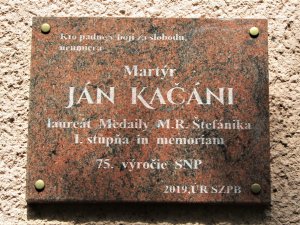 Kto padne v boji za slobodu,
neumiera
Martýr
JÁN KAČÁNI
laureát Medaily M.R. Štefánika
I. stupňa in memoriam
75. výročie SNP
2019, ÚR SZPB